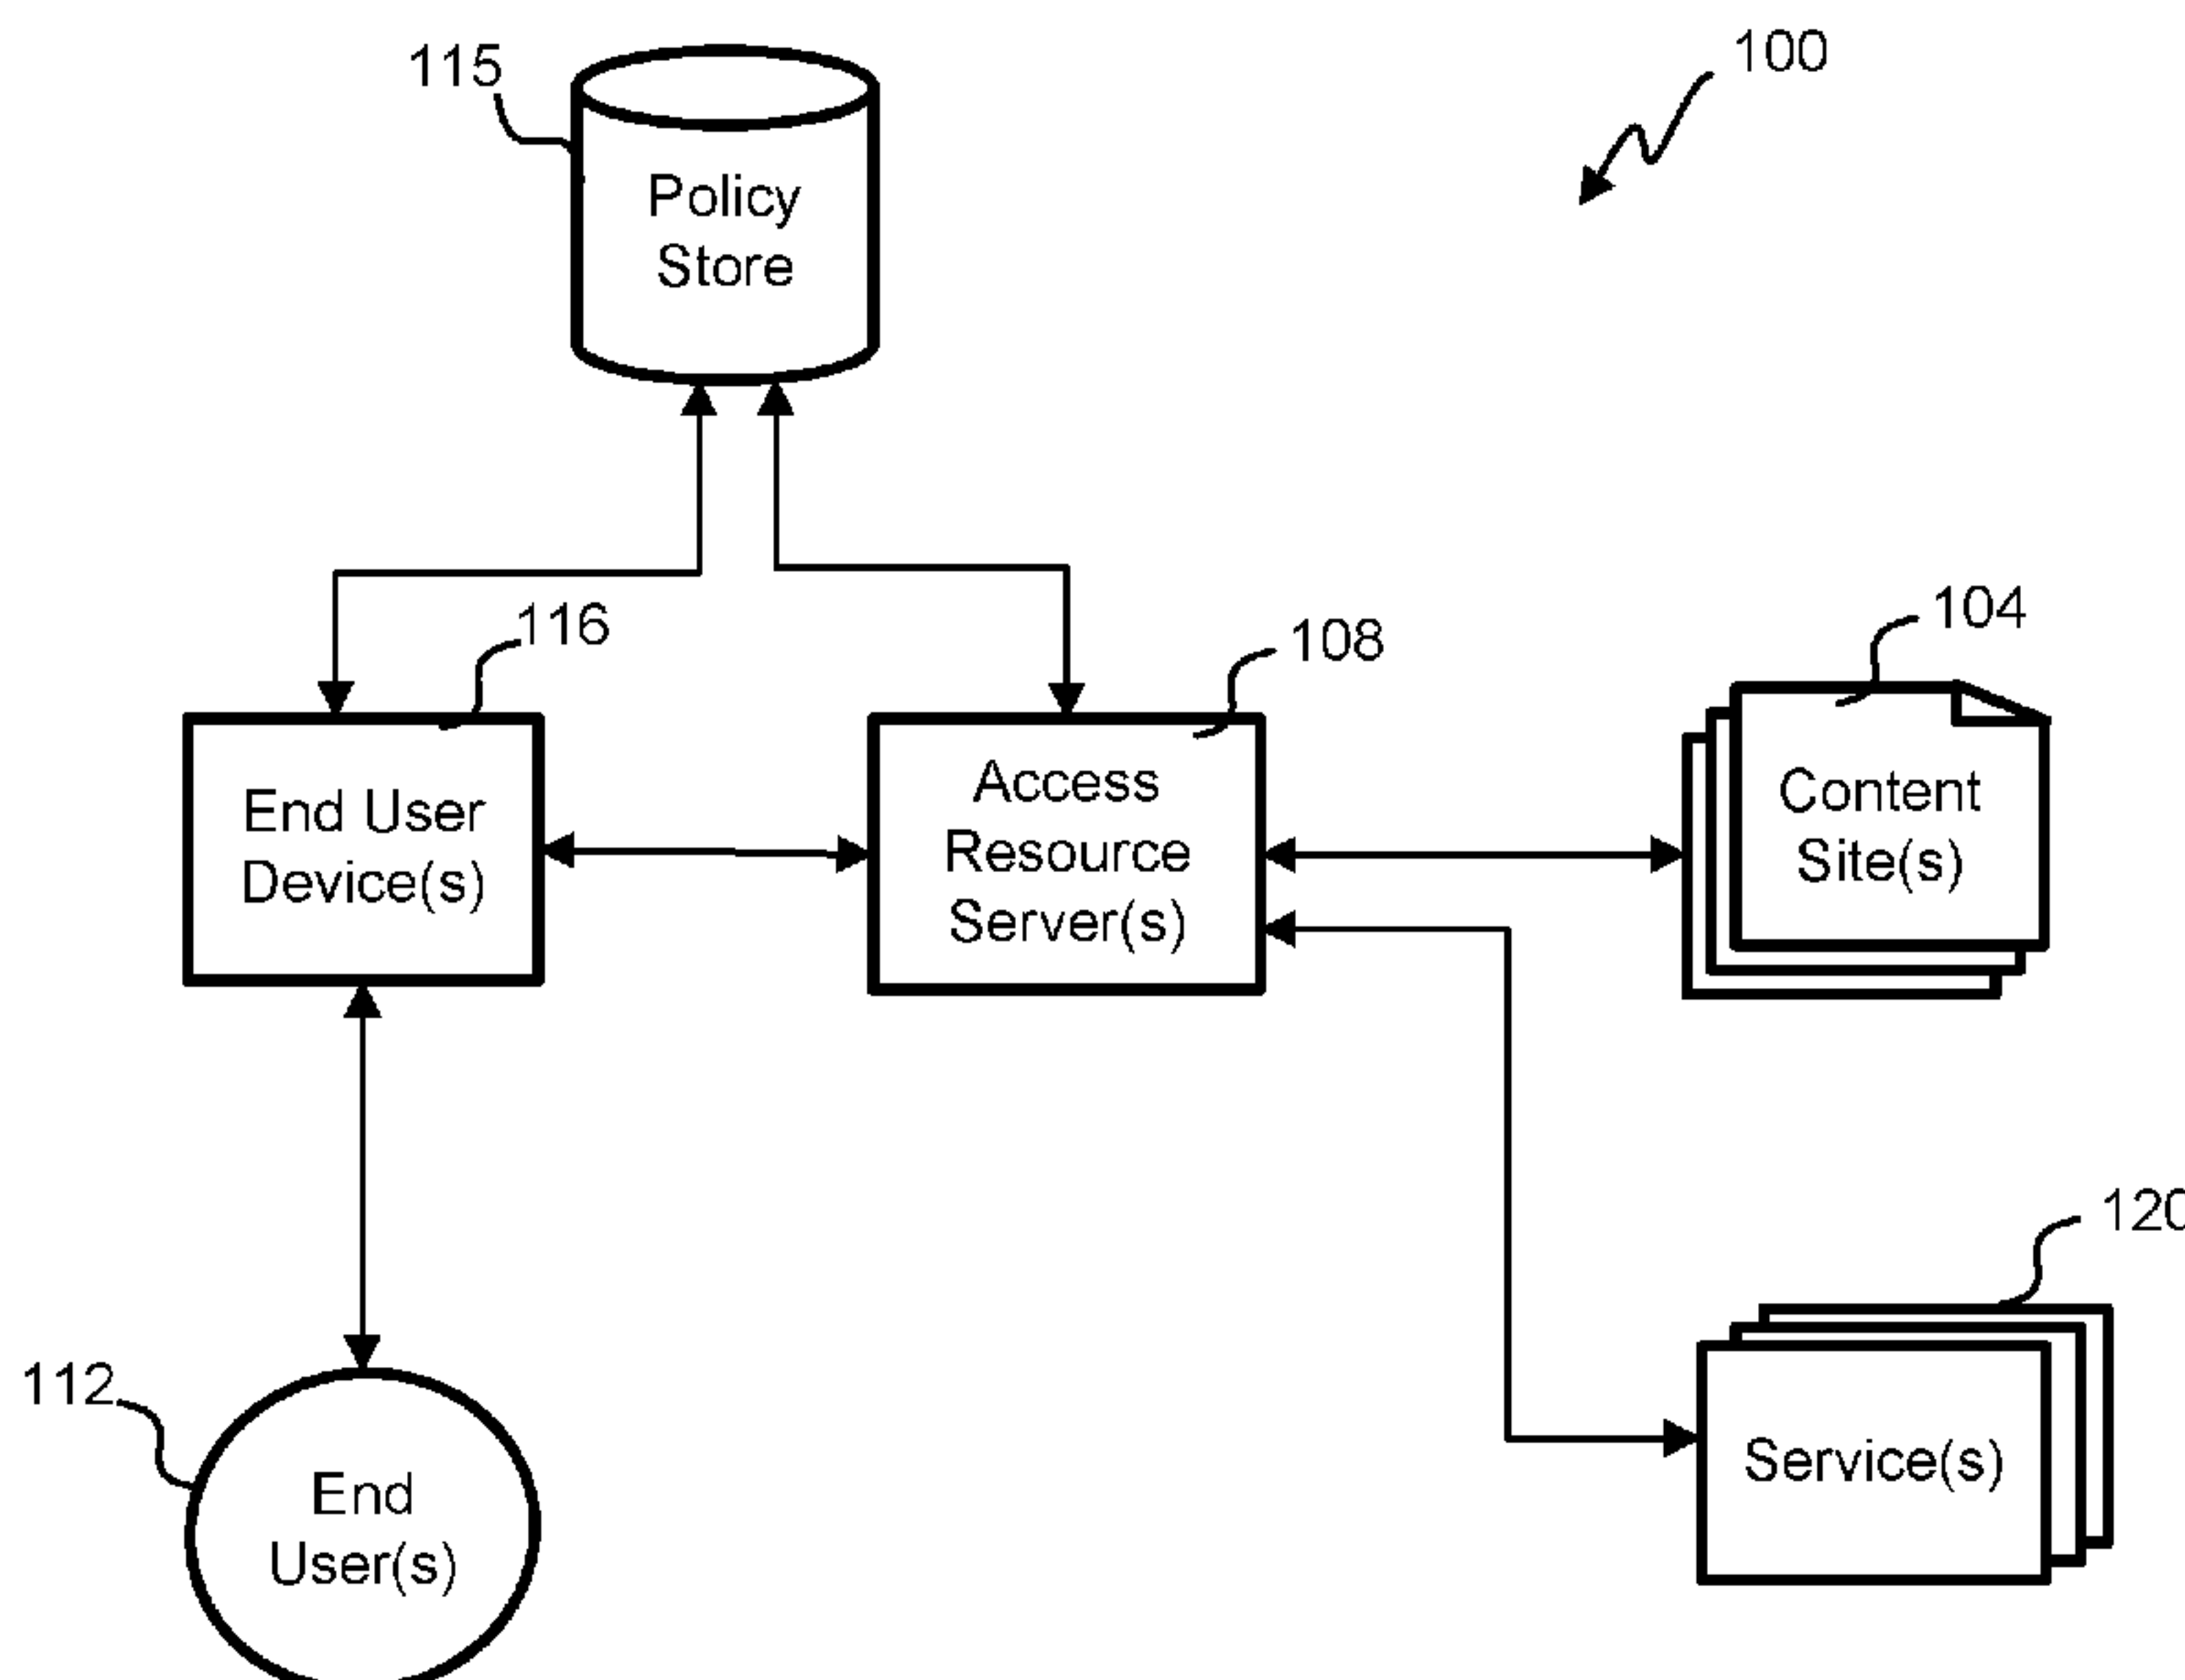 115
100
Policy
Store
116
108
104
End User
Device(s)
Access
Resource
Server(s)
Content
Site(s)
120
112
End
User(s)
Service(s)